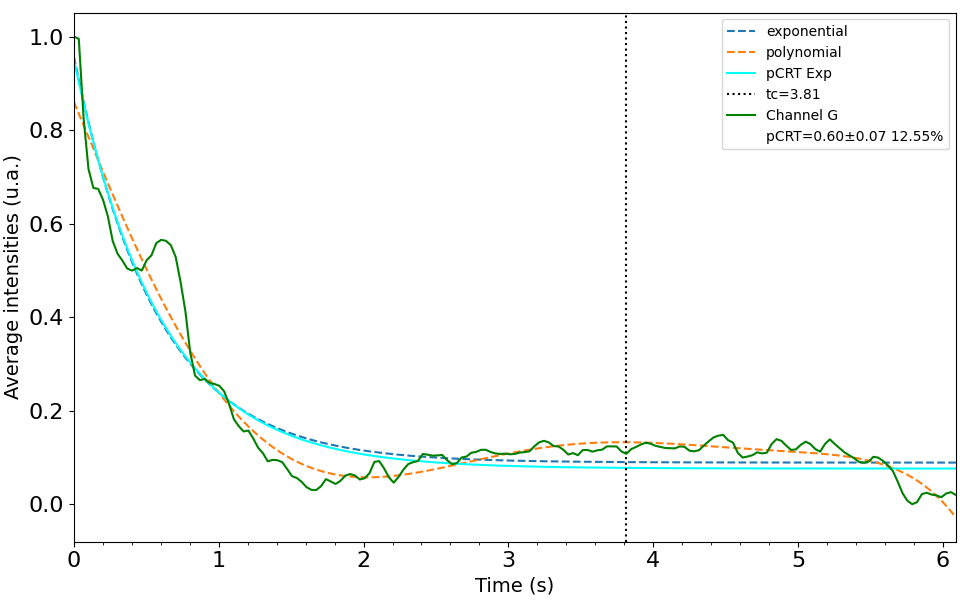 1.0
0.8
0.6
0.4
0.2
0.0
Average intensities (u.a.)
exponential
polynomial
pCRT Exp
tc=3.81
Channel G
pCRT=0.60±0.07 12.55%
0 1 2 3 4 5 6
Time (s)